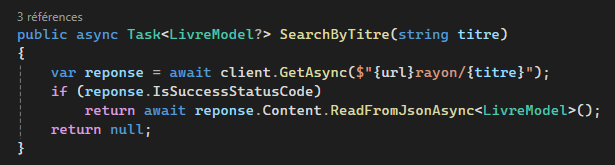 3 références
public async Task<LivreModel?> SearchByTitre(string titre)
{
var reponse = await client.GetAsync($"{url}rayon/{titre}");
if (reponse.IsSuccessStatusCode)
return await reponse.Content.ReadFromJsonAsync<LivreModel>();
return null;
}